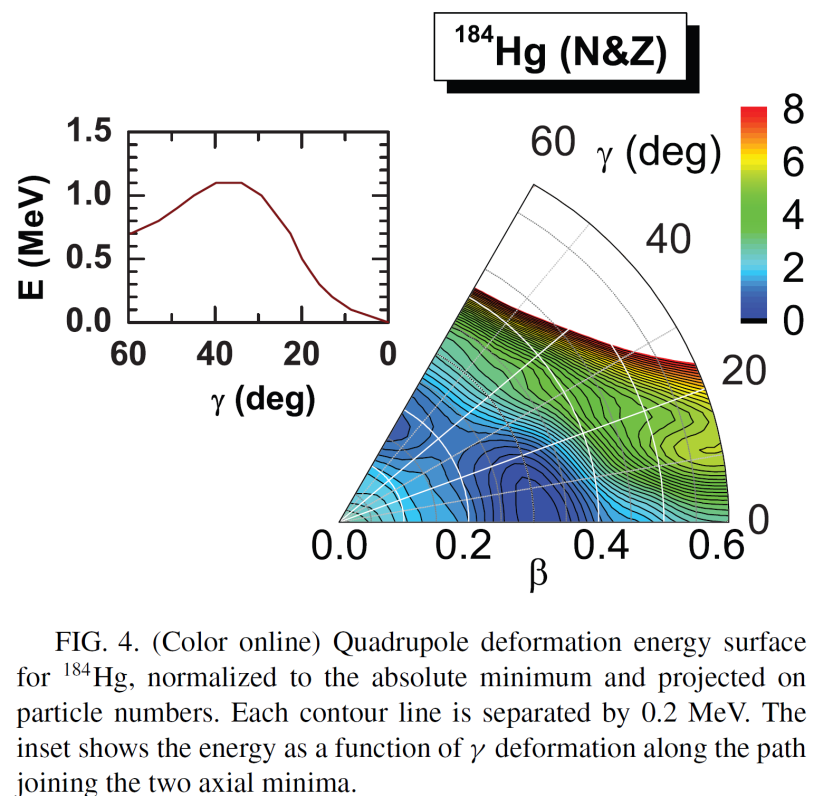 ¹⁸⁴Hg (N&Z)
1.5
1.0
0.5
0.0
E (MeV)
60 40 20 0
γ (deg)
60 γ (deg)
40
20
0
8
6
4
2
0
0.0 0.2 0.4 0.6
β
FIG. 4. (Color online) Quadrupole deformation energy surface
for ¹⁸⁴Hg, normalized to the absolute minimum and projected on
particle numbers. Each contour line is separated by 0.2 MeV. The
inset shows the energy as a function of γ deformation along the path
joining the two axial minima.